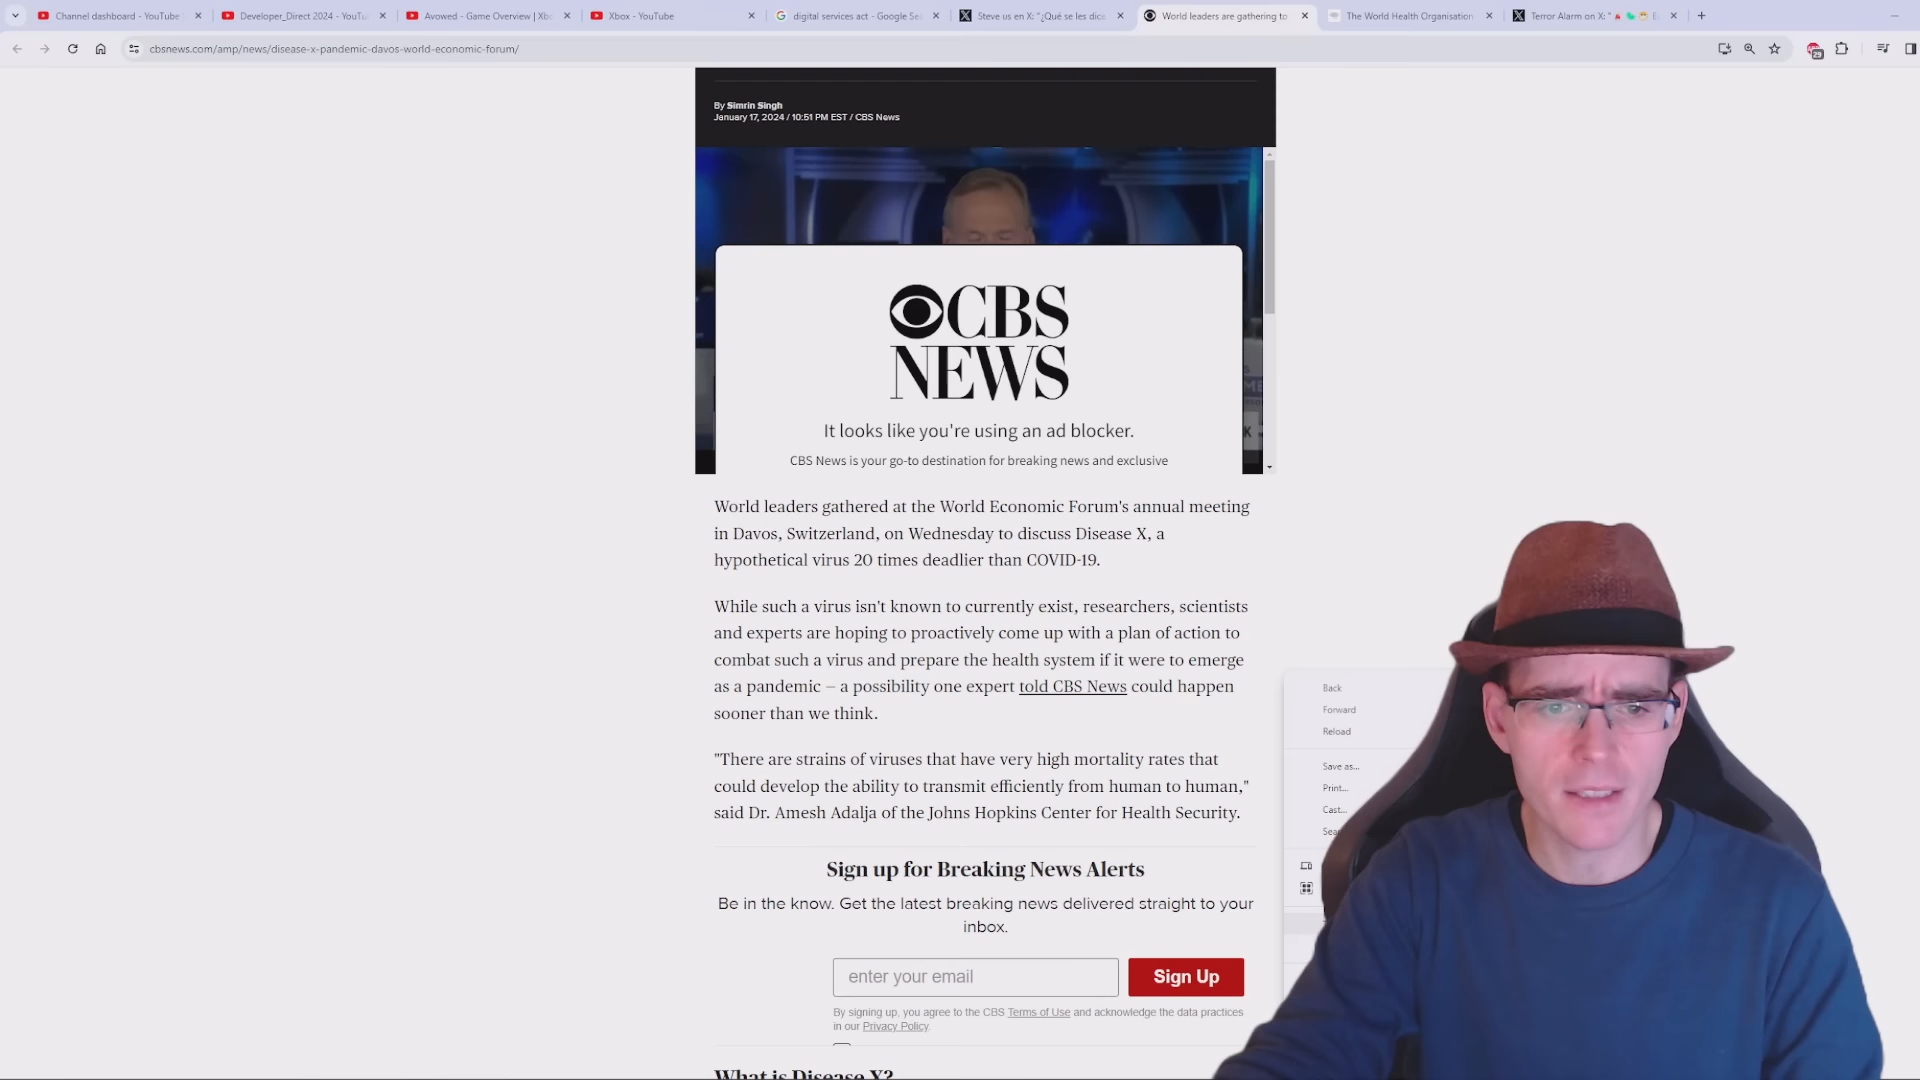 Channel dashboard - YouTube
Developer_Direct 2024 - YouTu
Avowed - Game Overview | Xb
Xbox - YouTube
digital services act - Google Se
Steve us en X: "¿Qué se les dice
World leaders are gathering to
The World Health Organisation
Terror Alarm on X: "
cbsnews.com/amp/news/disease-x-pandemic-davos-world-economic-forum/
By Simrin Singh
January 17, 2024 / 10:51 PM EST / CBS News
CBS
NEWS
It looks like you're using an ad blocker.
CBS News is your go-to destination for breaking news and exclusive
World leaders gathered at the World Economic Forum's annual meeting
in Davos, Switzerland, on Wednesday to discuss Disease X, a
hypothetical virus 20 times deadlier than COVID-19.
While such a virus isn't known to currently exist, researchers, scientists
and experts are hoping to proactively come up with a plan of action to
combat such a virus and prepare the health system if it were to emerge
as a pandemic – a possibility one expert told CBS News could happen
sooner than we think.
"There are strains of viruses that have very high mortality rates that
could develop the ability to transmit efficiently from human to human,"
said Dr. Amesh Adalja of the Johns Hopkins Center for Health Security.
Sign up for Breaking News Alerts
Be in the know. Get the latest breaking news delivered straight to your
inbox.
enter your email
Sign Up
By signing up, you agree to the CBS Terms of Use and acknowledge the data practices
in our Privacy Policy.
What is Disease X?
Back
Forward
Reload
Save as...
Print...
Cast...